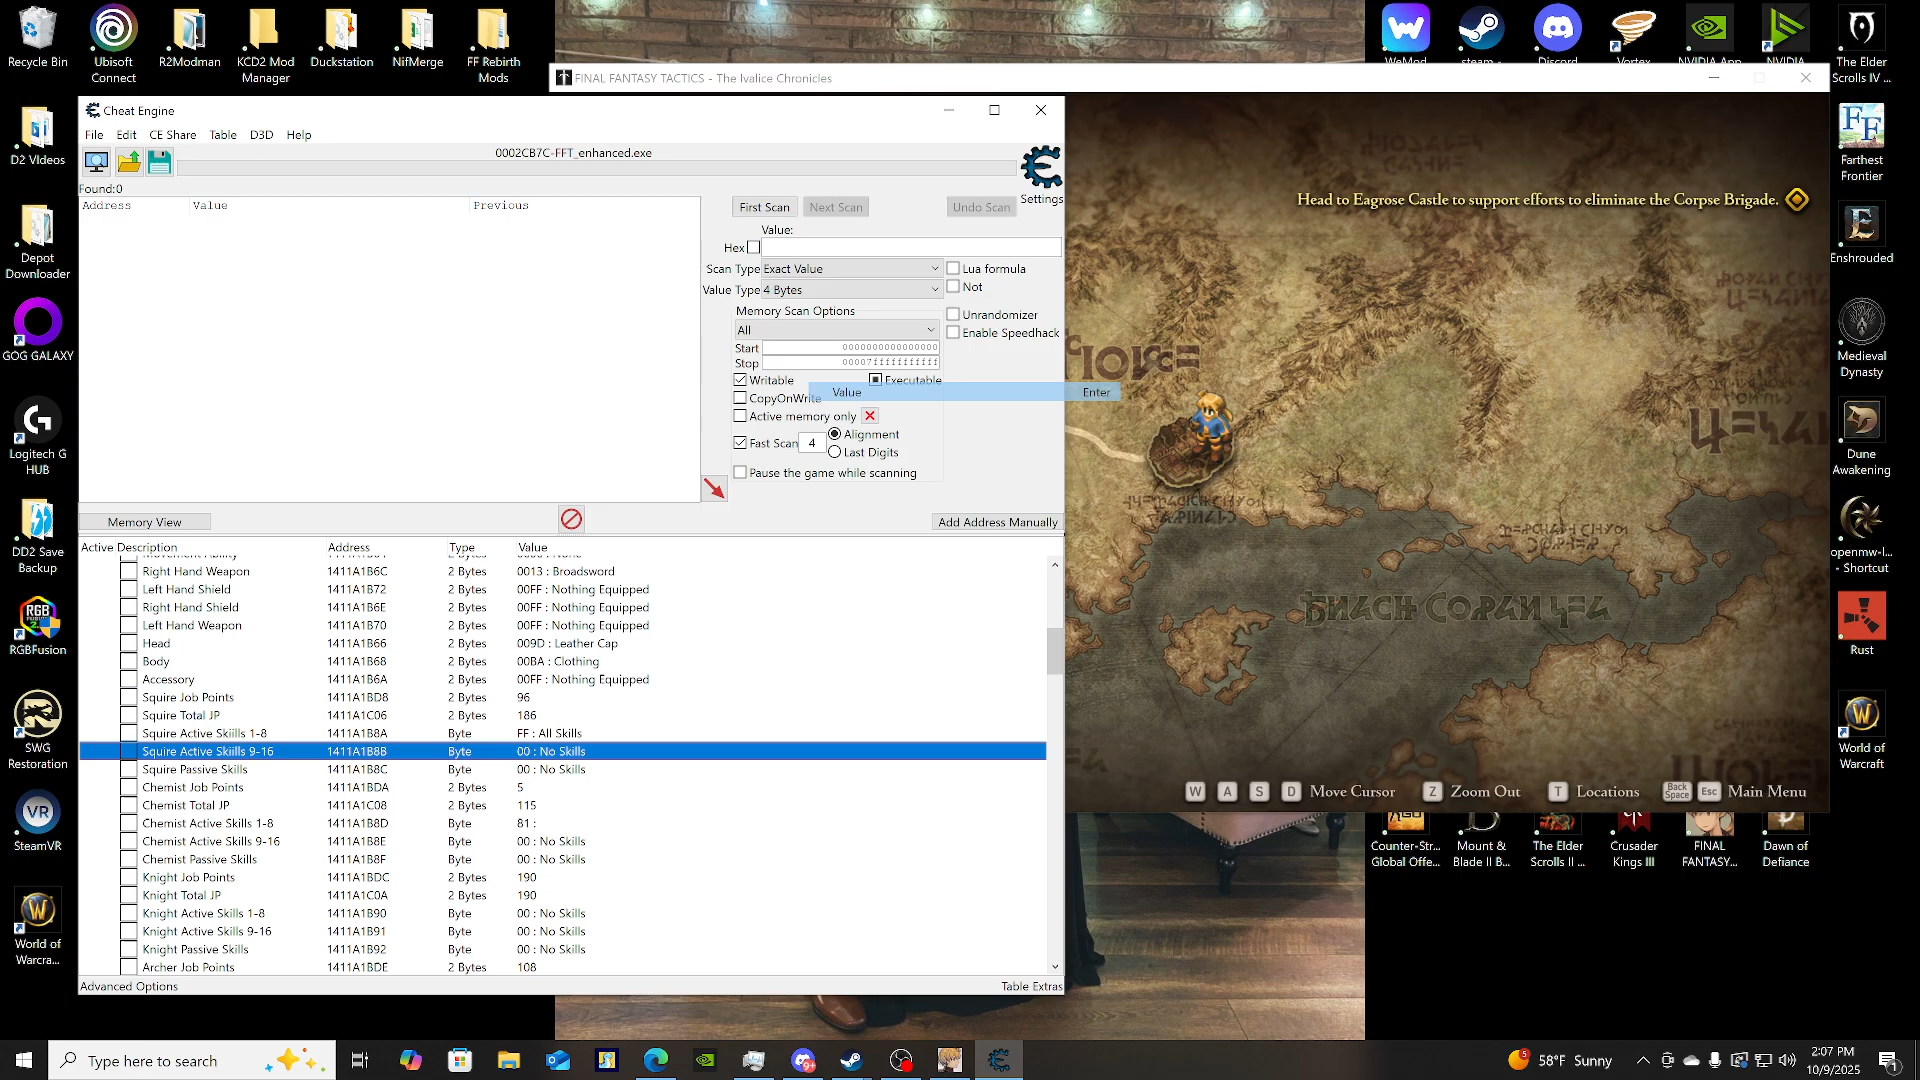 Recycle Bin
Ubisoft Connect
R2Modman
KCD2 Mod Manager
Duckstation
NifMerge
FF Rebirth Mods
WeMod
steam -
Discord
Vortex
NVIDIA App
NVIDIA
The Elder Scrolls IV ...
FINAL FANTASY TACTICS - The Ivalice Chronicles
D2 VIdeos
Depot Downloader
GOG GALAXY
Logitech G HUB
DD2 Save Backup
RGBFusion
SWG Restoration
SteamVR
World of Warcra...
Cheat Engine
File Edit CE Share Table D3D Help
0002CB7C-FFT_enhanced.exe
Settings
Found:0
Address Value Previous
First Scan Next Scan Undo Scan
Value:
Hex
Scan Type Exact Value
Lua formula
Value Type 4 Bytes
Not
Memory Scan Options
All
Unrandomizer
Enable Speedhack
Start 0000000000000000
Stop 00007fffffffffff
Writable Executable
Value Enter
CopyOnWrite
Active memory only
Fast Scan 4 Alignment
Last Digits
Pause the game while scanning
Memory View
Add Address Manually
Active Description Address Type Value
Right Hand Weapon 1411A1B6C 2 Bytes 0013 : Broadsword
Left Hand Shield 1411A1B72 2 Bytes 00FF : Nothing Equipped
Right Hand Shield 1411A1B6E 2 Bytes 00FF : Nothing Equipped
Left Hand Weapon 1411A1B70 2 Bytes 00FF : Nothing Equipped
Head 1411A1B66 2 Bytes 009D : Leather Cap
Body 1411A1B68 2 Bytes 00BA : Clothing
Accessory 1411A1B6A 2 Bytes 00FF : Nothing Equipped
Squire Job Points 1411A1BD8 2 Bytes 96
Squire Total JP 1411A1C06 2 Bytes 186
Squire Active Skills 1-8 1411A1B8A Byte FF : All Skills
Squire Active Skiills 9-16 1411A1B8B Byte 00 : No Skills
Squire Passive Skills 1411A1B8C Byte 00 : No Skills
Chemist Job Points 1411A1BDA 2 Bytes 5
Chemist Total JP 1411A1C08 2 Bytes 115
Chemist Active Skills 1-8 1411A1B8D Byte 81 :
Chemist Active Skills 9-16 1411A1B8E Byte 00 : No Skills
Chemist Passive Skills 1411A1B8F Byte 00 : No Skills
Knight Job Points 1411A1BDC 2 Bytes 190
Knight Total JP 1411A1C0A 2 Bytes 190
Knight Active Skills 1-8 1411A1B90 Byte 00 : No Skills
Knight Active Skills 9-16 1411A1B91 Byte 00 : No Skills
Knight Passive Skills 1411A1B92 Byte 00 : No Skills
Archer Job Points 1411A1BDE 2 Bytes 108
Advanced Options
Table Extras
Head to Eagrose Castle to support efforts to eliminate the Corpse Brigade.
W A S D Move Cursor Z Zoom Out T Locations Back Space Esc Main Menu
Farthest Frontier
Enshrouded
Medieval Dynasty
Dune Awakening
openmw-l... - Shortcut
Rust
World of Warcraft
Counter-Str... Global Offe...
Mount & Blade II B...
The Elder Scrolls II ...
Crusader Kings III
FINAL FANTASY...
Dawn of Defiance
Type here to search
58°F Sunny
2:07 PM
10/9/2025